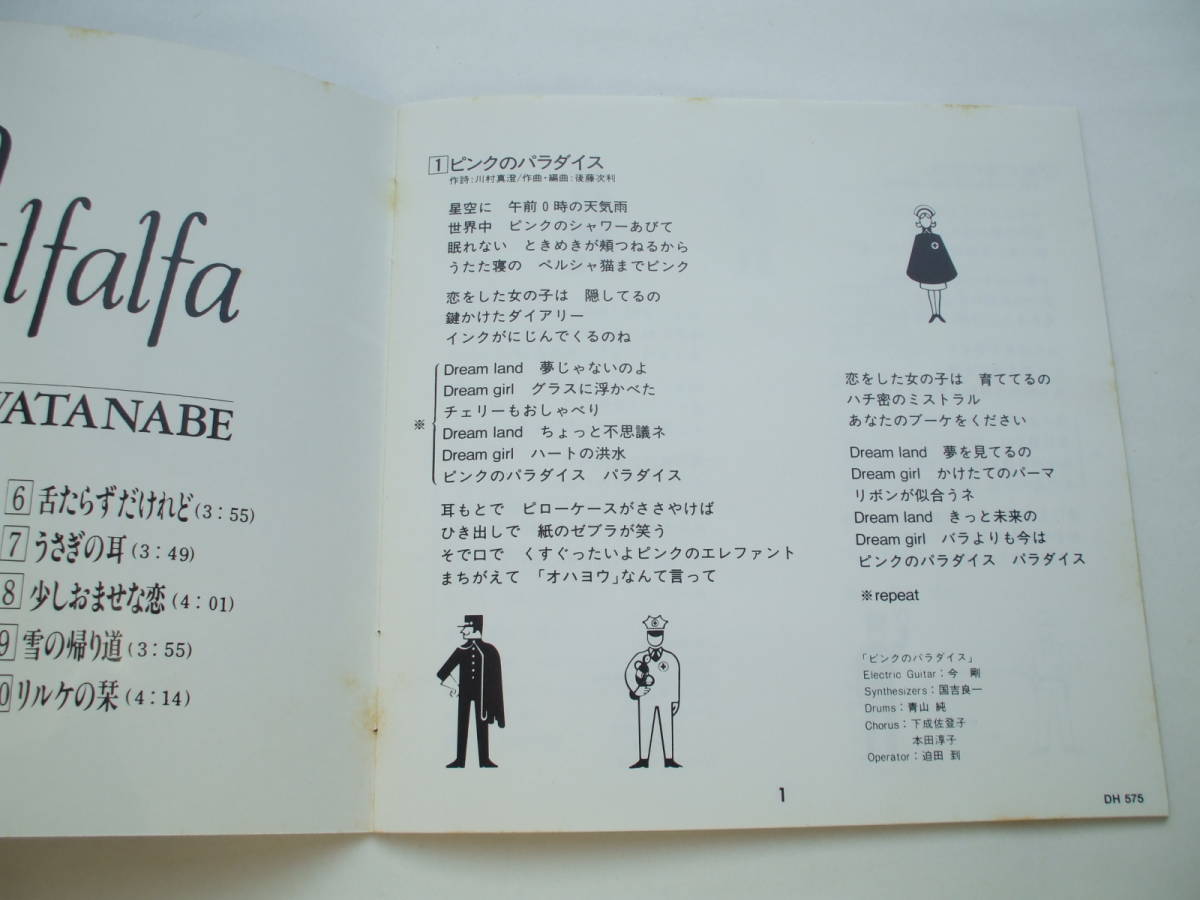 lfalfa
WATANABE
6 舌たらずだけれど(3:55)
7 うさぎの耳(3:49)
8 少しおませな恋(4:01)
9 雪の帰り道(3:55)
0 リルケの栞(4:14)
1 ピンクのパラダイス
作詩:川村真澄/作曲・編曲:後藤次利
星空に 午前0時の天気雨
世界中 ピンクのシャワーあびて
眠れない ときめきが頬つねるから
うたた寝の ペルシャ猫までピンク
恋をした女の子は 隠してるの
鍵かけたダイアリー
インクがにじんでくるのね
※
Dream land 夢じゃないのよ
Dream girl グラスに浮かべた
チェリーもおしゃべり
Dream land ちょっと不思議ネ
Dream girl ハートの洪水
ピンクのパラダイス パラダイス
耳もとで ピローケースがささやけば
ひき出しで 紙のゼブラが笑う
そで口で くすぐったいよピンクのエレファント
まちがえて 「オハヨウ」なんて言って
恋をした女の子は 育ててるの
ハチ密のミストラル
あなたのブーケをください
Dream land 夢を見てるの
Dream girl かけたてのパーマ
リボンが似合うネ
Dream land きっと未来の
Dream girl バラよりも今は
ピンクのパラダイス パラダイス
※repeat
「ピンクのパラダイス」
Electric Guitar:今 剛
Synthesizers:国吉良一
Drums:青山 純
Chorus:下成佐登子
本田淳子
Operator:迫田 到
1
DH 575